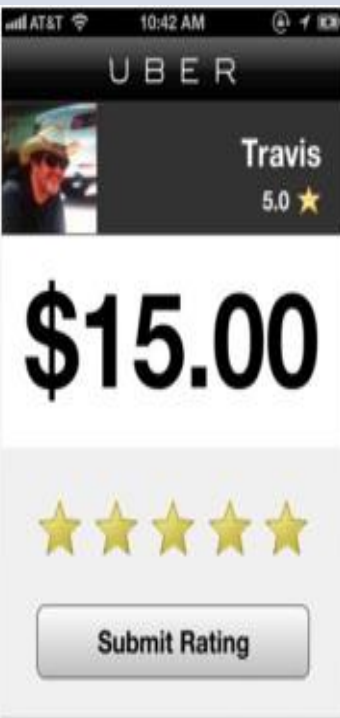 AT&T 10:42 AM
UBER
Travis
5.0
$15.00
Submit Rating